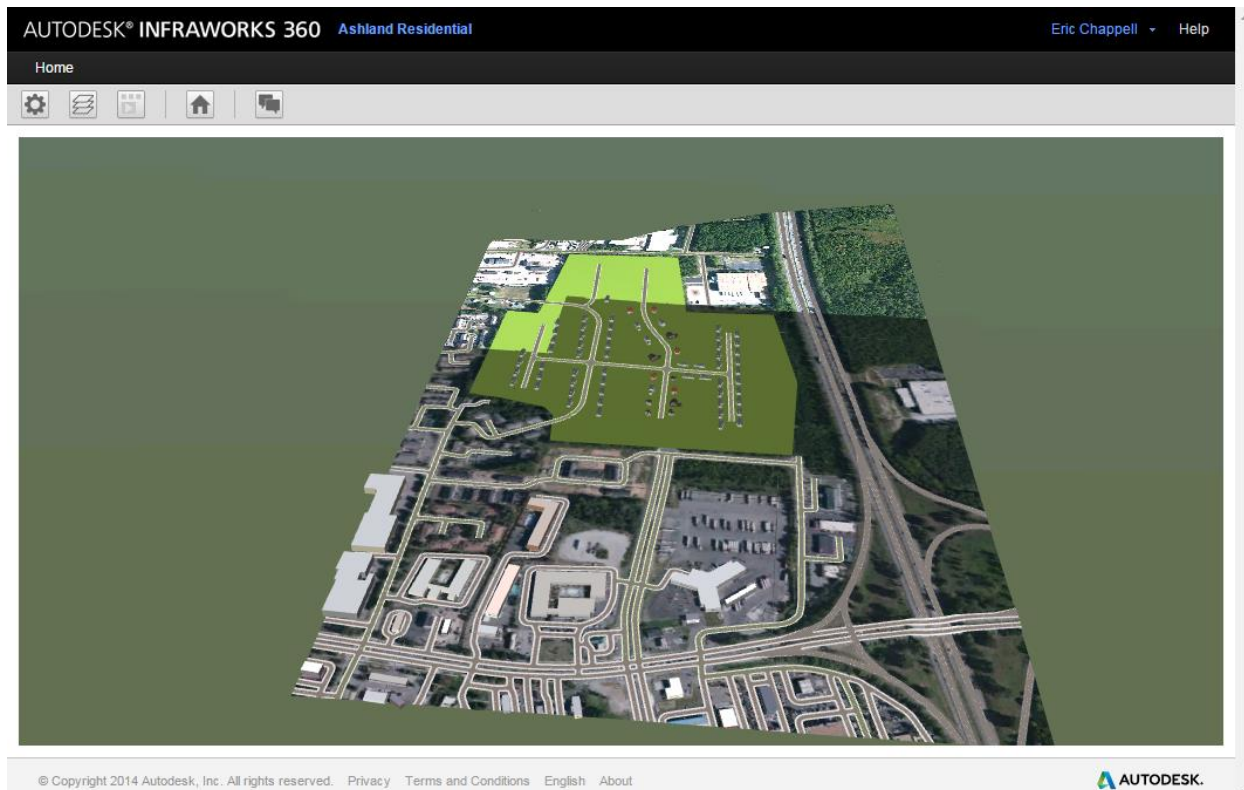 AUTODESK® INFRAWORKS 360 Ashland Residential Eric Chappell Help
Home
© Copyright 2014 Autodesk, Inc. All rights reserved. Privacy Terms and Conditions English About AUTODESK.